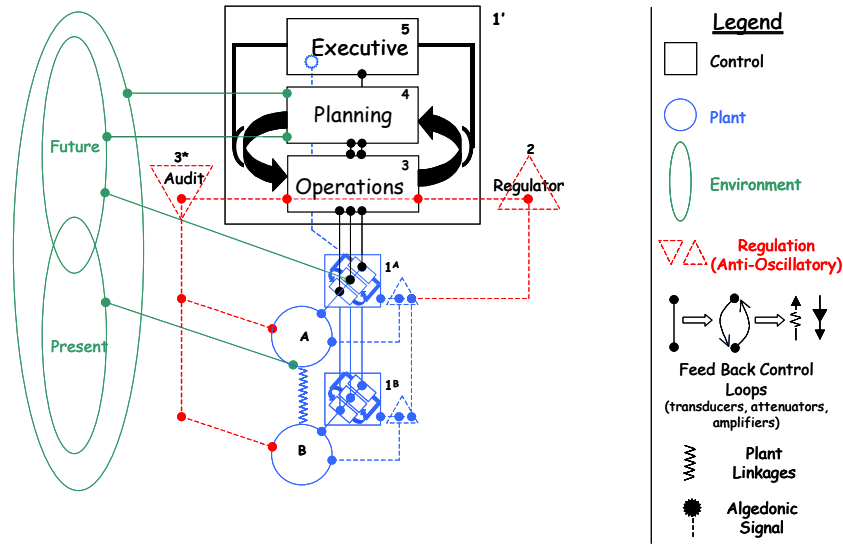 1'
5
Executive
4
Planning
3
Operations
Future
3*
Audit
2
Regulator
1A
A
Present
1B
B
Legend
Control
Plant
Environment
Regulation
(Anti-Oscillatory)
Feed Back Control
Loops
(transducers, attenuators,
amplifiers)
Plant
Linkages
Algedonic
Signal